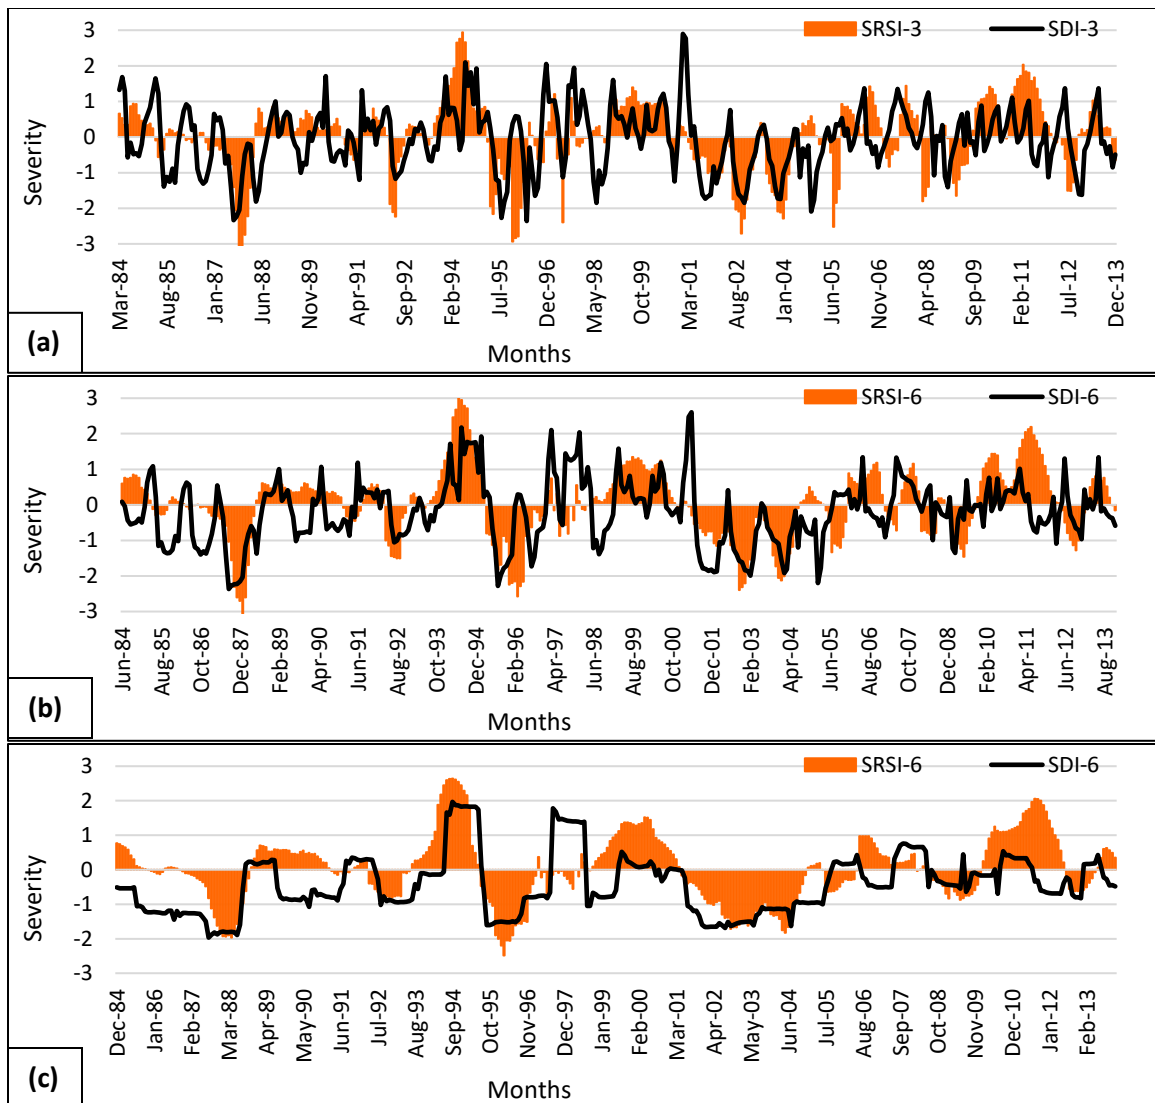 SRSI-3 SDI-3
3
2
1
0
-1
-2
-3
Severity
Mar-84 Aug-85 Jan-87 Jun-88 Nov-89 Apr-91 Sep-92 Feb-94 Jul-95 Dec-96 May-98 Oct-99 Mar-01 Aug-02 Jan-04 Jun-05 Nov-06 Apr-08 Sep-09 Feb-11 Jul-12 Dec-13
(a)
Months
SRSI-6 SDI-6
3
2
1
0
-1
-2
-3
Severity
Jun-84 Aug-85 Oct-86 Dec-87 Feb-89 Apr-90 Jun-91 Aug-92 Oct-93 Dec-94 Feb-96 Apr-97 Jun-98 Aug-99 Oct-00 Dec-01 Feb-03 Apr-04 Jun-05 Aug-06 Oct-07 Dec-08 Feb-10 Apr-11 Jun-12 Aug-13
(b)
Months
SRSI-6 SDI-6
3
2
1
0
-1
-2
-3
Severity
Dec-84 Jan-86 Feb-87 Mar-88 Apr-89 May-90 Jun-91 Jul-92 Aug-93 Sep-94 Oct-95 Nov-96 Dec-97 Jan-99 Feb-00 Mar-01 Apr-02 May-03 Jun-04 Jul-05 Aug-06 Sep-07 Oct-08 Nov-09 Dec-10 Jan-12 Feb-13
(c)
Months